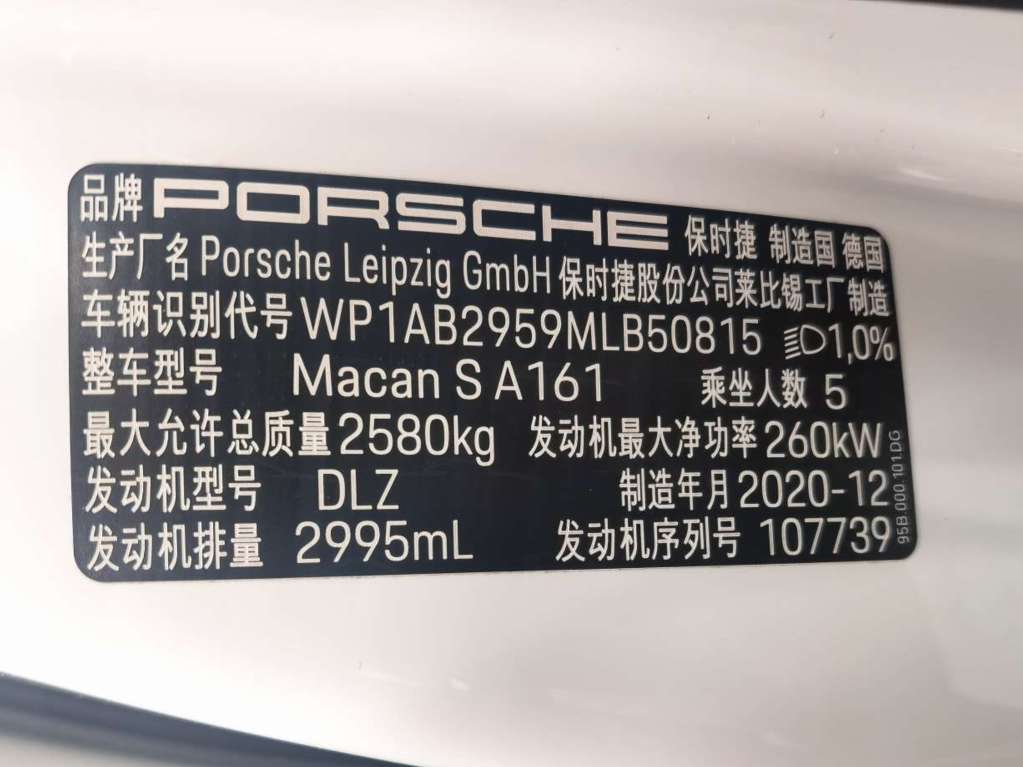 品牌 PORSCHE 保时捷 制造国 德国
生产厂名 Porsche Leipzig GmbH 保时捷股份公司莱比锡工厂制造
车辆识别代号 WP1AB2959MLB50815 1,0%
整车型号 Macan S A161 乘坐人数 5
最大允许总质量 2580kg 发动机最大净功率 260kW
发动机型号 DLZ 制造年月 2020-12
发动机排量 2995mL 发动机序列号 107739
95B.000.101.DG